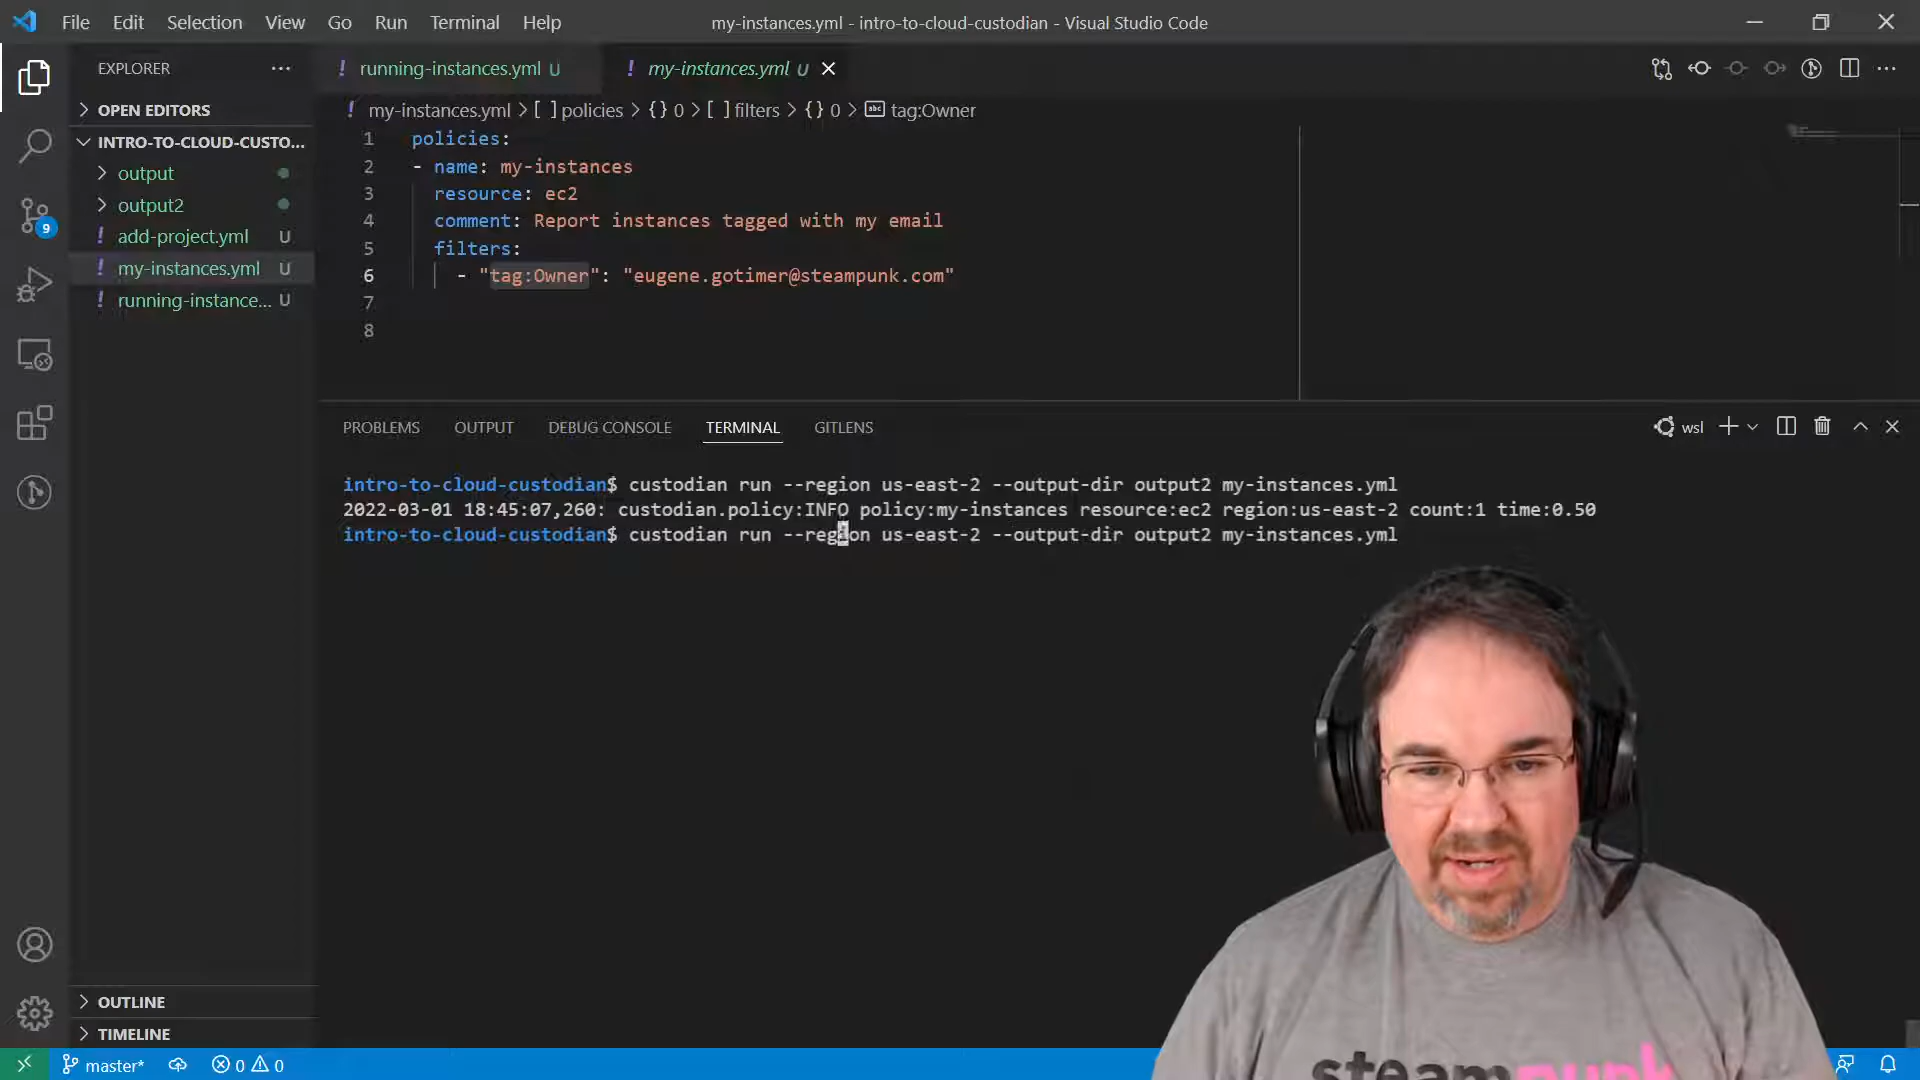 File Edit Selection View Go Run Terminal Help
my-instances.yml - intro-to-cloud-custodian - Visual Studio Code
EXPLORER
OPEN EDITORS
INTRO-TO-CLOUD-CUSTO...
output
output2
add-project.yml U
my-instances.yml U
running-instance... U
OUTLINE
TIMELINE
9
! running-instances.yml U
! my-instances.yml U
! my-instances.yml > [ ] policies > {} 0 > [ ] filters > {} 0 > abc tag:Owner
1 policies:
2 - name: my-instances
3 resource: ec2
4 comment: Report instances tagged with my email
5 filters:
6 - "tag:Owner": "eugene.gotimer@steampunk.com"
7
8
PROBLEMS OUTPUT DEBUG CONSOLE TERMINAL GITLENS
wsl
intro-to-cloud-custodian$ custodian run --region us-east-2 --output-dir output2 my-instances.yml
2022-03-01 18:45:07,260: custodian.policy:INFO policy:my-instances resource:ec2 region:us-east-2 count:1 time:0.50
intro-to-cloud-custodian$ custodian run --region us-east-2 --output-dir output2 my-instances.yml
steampunk
master* 0 0